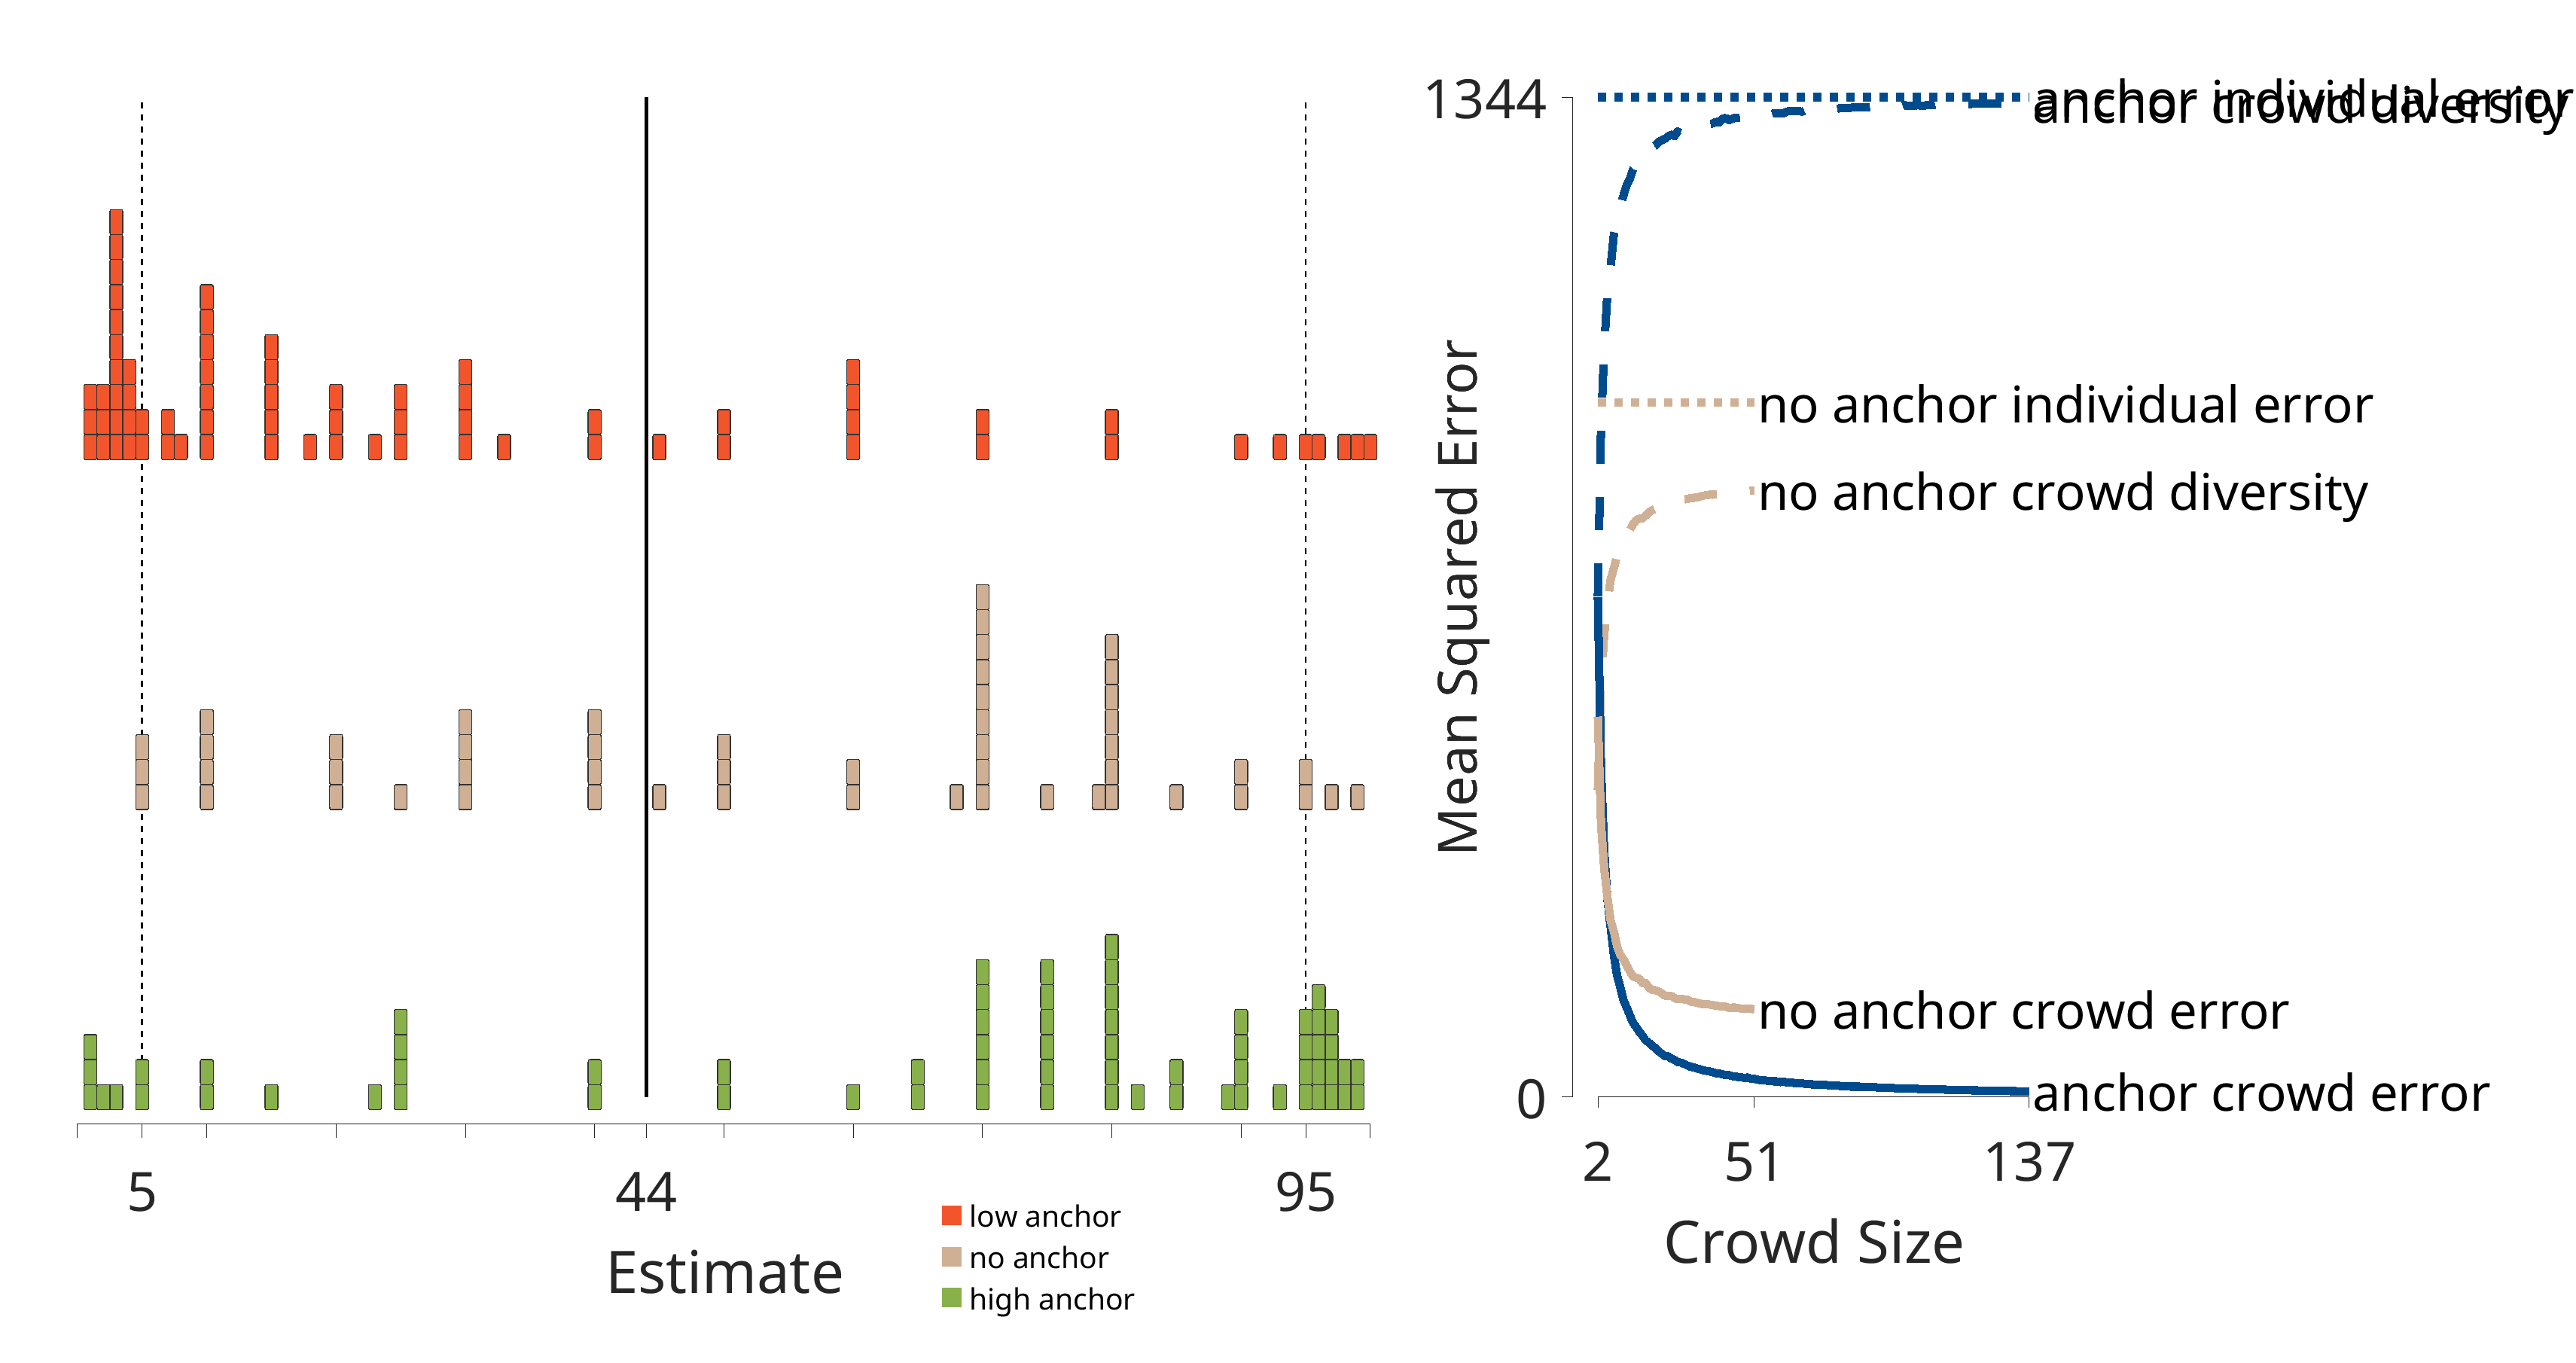 5
44
95
Estimate
low anchor
no anchor
high anchor
1344
0
Mean Squared Error
anchor individual error
anchor crowd diversity
no anchor individual error
no anchor crowd diversity
no anchor crowd error
anchor crowd error
2
51
137
Crowd Size